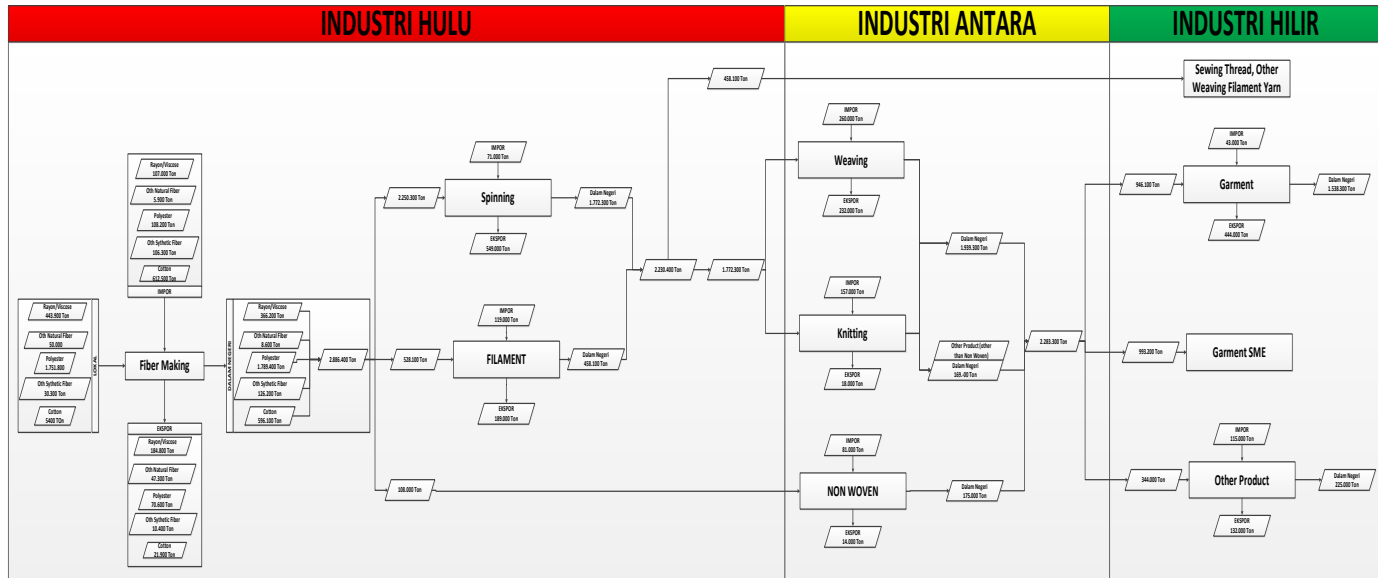 INDUSTRI HULU
INDUSTRI ANTARA
INDUSTRI HILIR
Rayon/Viscose
107.000 Ton
Oth Natural Fiber
5.900 Ton
Polyester
108.200 Ton
Oth Sythetic Fiber
106.300 Ton
Cotton
612.500 Ton
IMPOR
Rayon/Viscose
443.900 Ton
Oth Natural Fiber
50.000
Polyester
1.751.800
Oth Sythetic Fiber
30.300 Ton
Cotton
5400 TOn
LOKAL
Fiber Making
EKSPOR
Rayon/Viscose
184.800 Ton
Oth Natural Fiber
47.300 Ton
Polyester
70.600 Ton
Oth Sythetic Fiber
10.400 Ton
Cotton
21.900 Ton
DALAM NEGERI
Rayon/Viscose
366.200 Ton
Oth Natural Fiber
8.600 Ton
Polyester
1.789.400 Ton
Oth Sythetic Fiber
126.200 Ton
Cotton
596.100 Ton
2.886.400 Ton
2.250.300 Ton
528.100 Ton
108.000 Ton
IMPOR
71.000 Ton
Spinning
EKSPOR
549.000 Ton
Dalam Negeri
1.772.300 Ton
IMPOR
119.000 Ton
FILAMENT
EKSPOR
189.000 Ton
Dalam Negeri
458.100 Ton
2.230.400 Ton
458.100 Ton
1.772.300 Ton
IMPOR
260.000 Ton
Weaving
EKSPOR
232.000 Ton
IMPOR
157.000 Ton
Knitting
EKSPOR
18.000 Ton
IMPOR
81.000 Ton
NON WOVEN
EKSPOR
14.000 Ton
Dalam Negeri
1.939.300 Ton
Other Product (other
than Non Woven)
Dalam Negeri
169.-00 Ton
Dalam Negeri
175.000 Ton
2.283.300 Ton
Sewing Thread, Other
Weaving Filament Yarn
946.100 Ton
IMPOR
43.000 Ton
Garment
EKSPOR
444.000 Ton
Dalam Negeri
1.538.300 Ton
993.200 Ton
Garment SME
344.000 Ton
IMPOR
115.000 Ton
Other Product
EKSPOR
132.000 Ton
Dalam Negeri
225.000 Ton